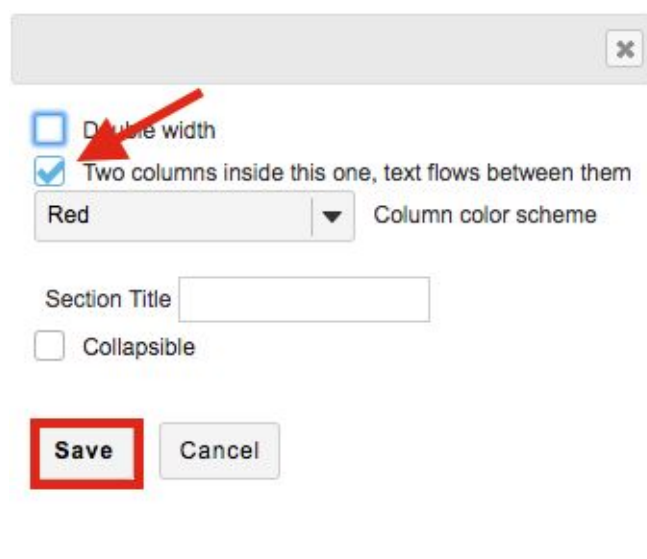 Double width
Two columns inside this one, text flows between them
Red Column color scheme
Section Title
Collapsible
Save Cancel